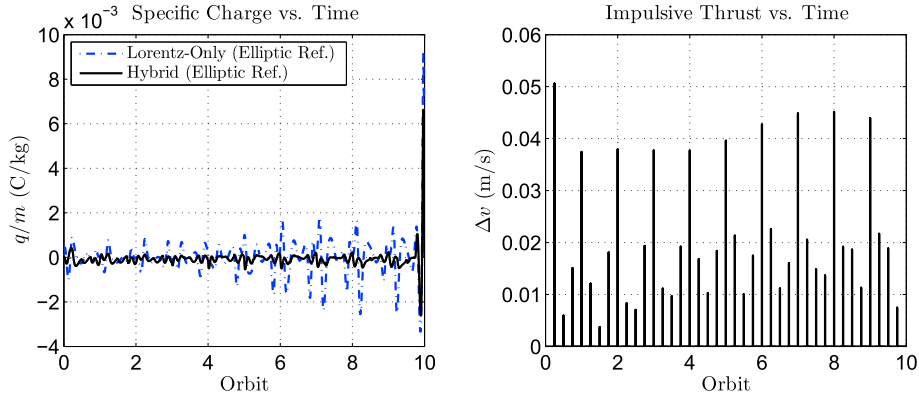 Specific Charge vs. Time
x 10−3
10
8
6
4
2
0
−2
−4
q/m (C/kg)
Lorentz-Only (Elliptic Ref.)
Hybrid (Elliptic Ref.)
0 2 4 6 8 10
Orbit
Impulsive Thrust vs. Time
0.06
0.05
0.04
0.03
0.02
0.01
0
Δv (m/s)
0 2 4 6 8 10
Orbit